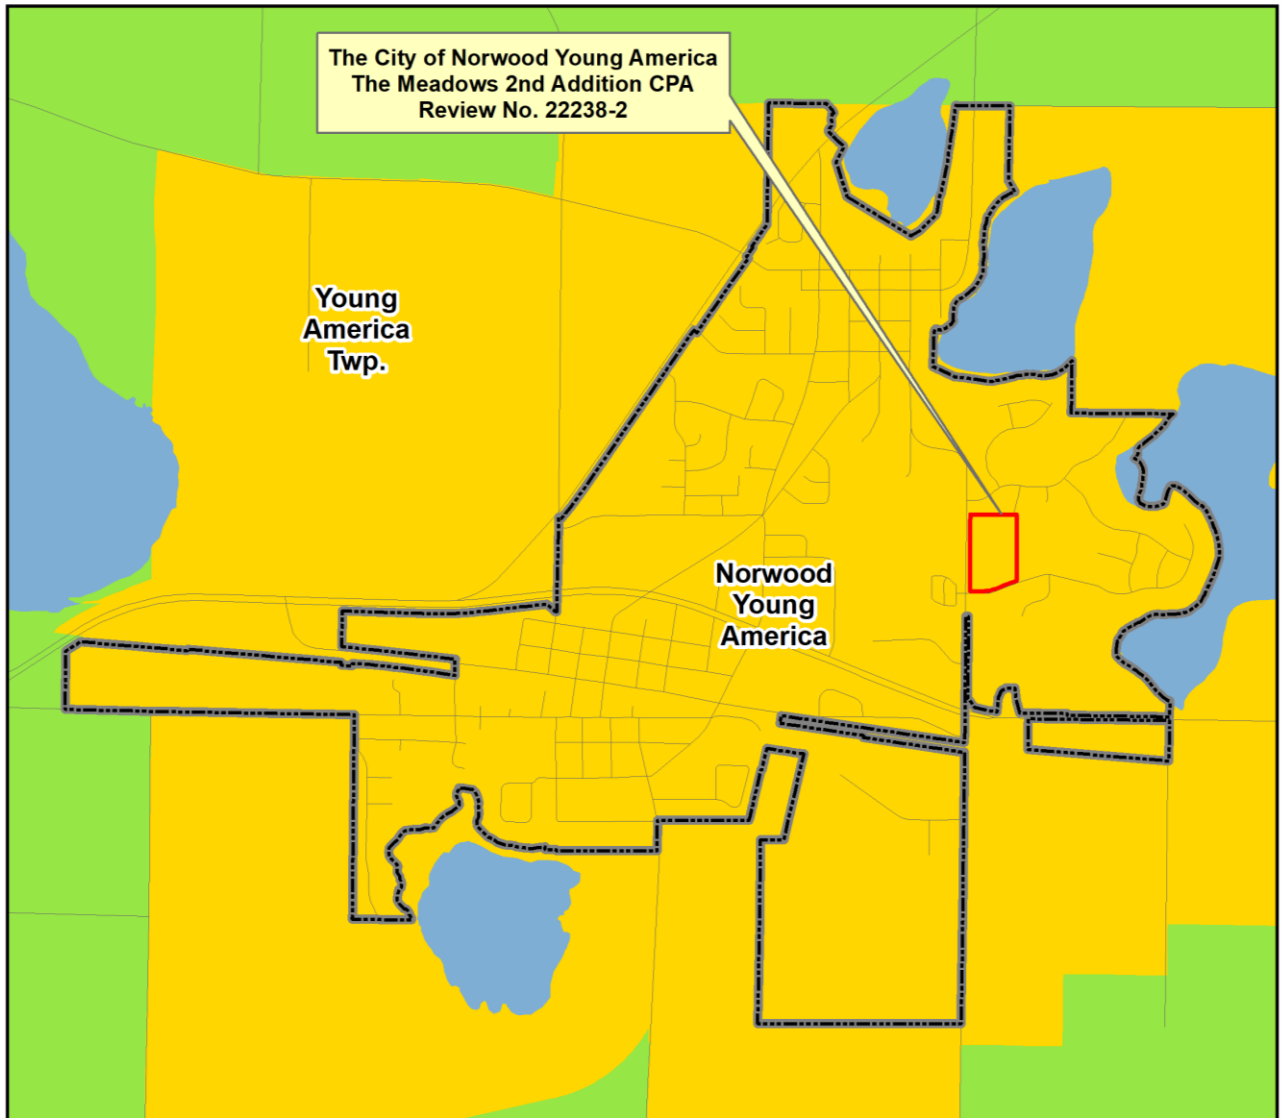 The City of Norwood Young America
The Meadows 2nd Addition CPA
Review No. 22238-2
Young
America
Twp.
Norwood
Young
America